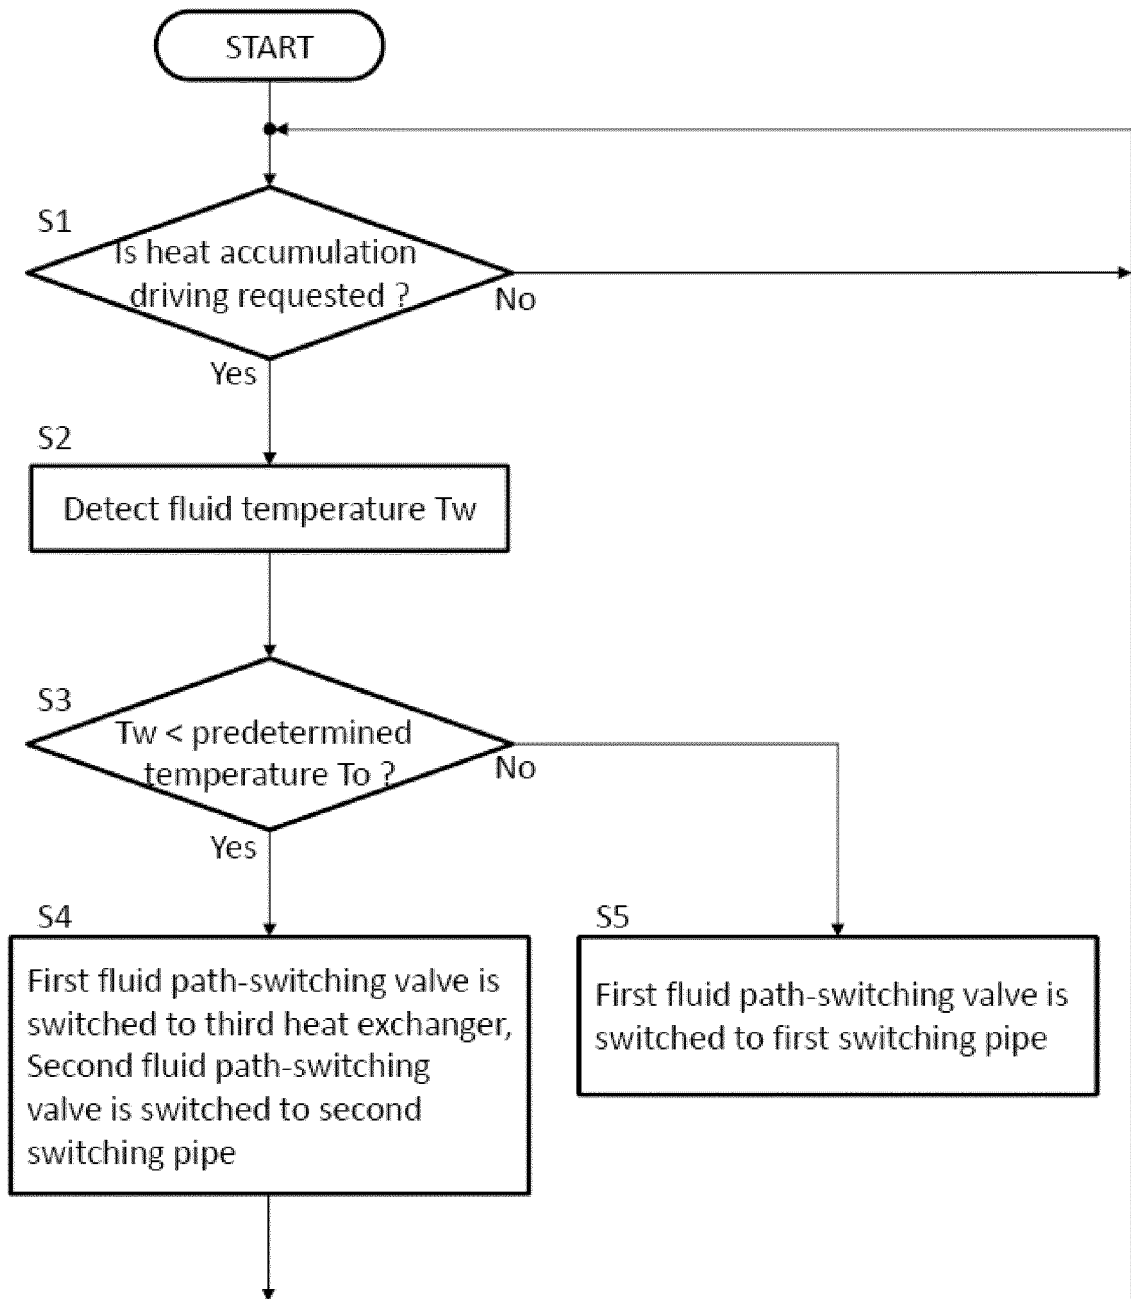 START
S1
Is heat accumulation
driving requested ?
No
Yes
S2
Detect fluid temperature Tw
S3
Tw < predetermined
temperature To ?
No
Yes
S4
First fluid path-switching valve is
switched to third heat exchanger,
Second fluid path-switching
valve is switched to second
switching pipe
S5
First fluid path-switching valve is
switched to first switching pipe